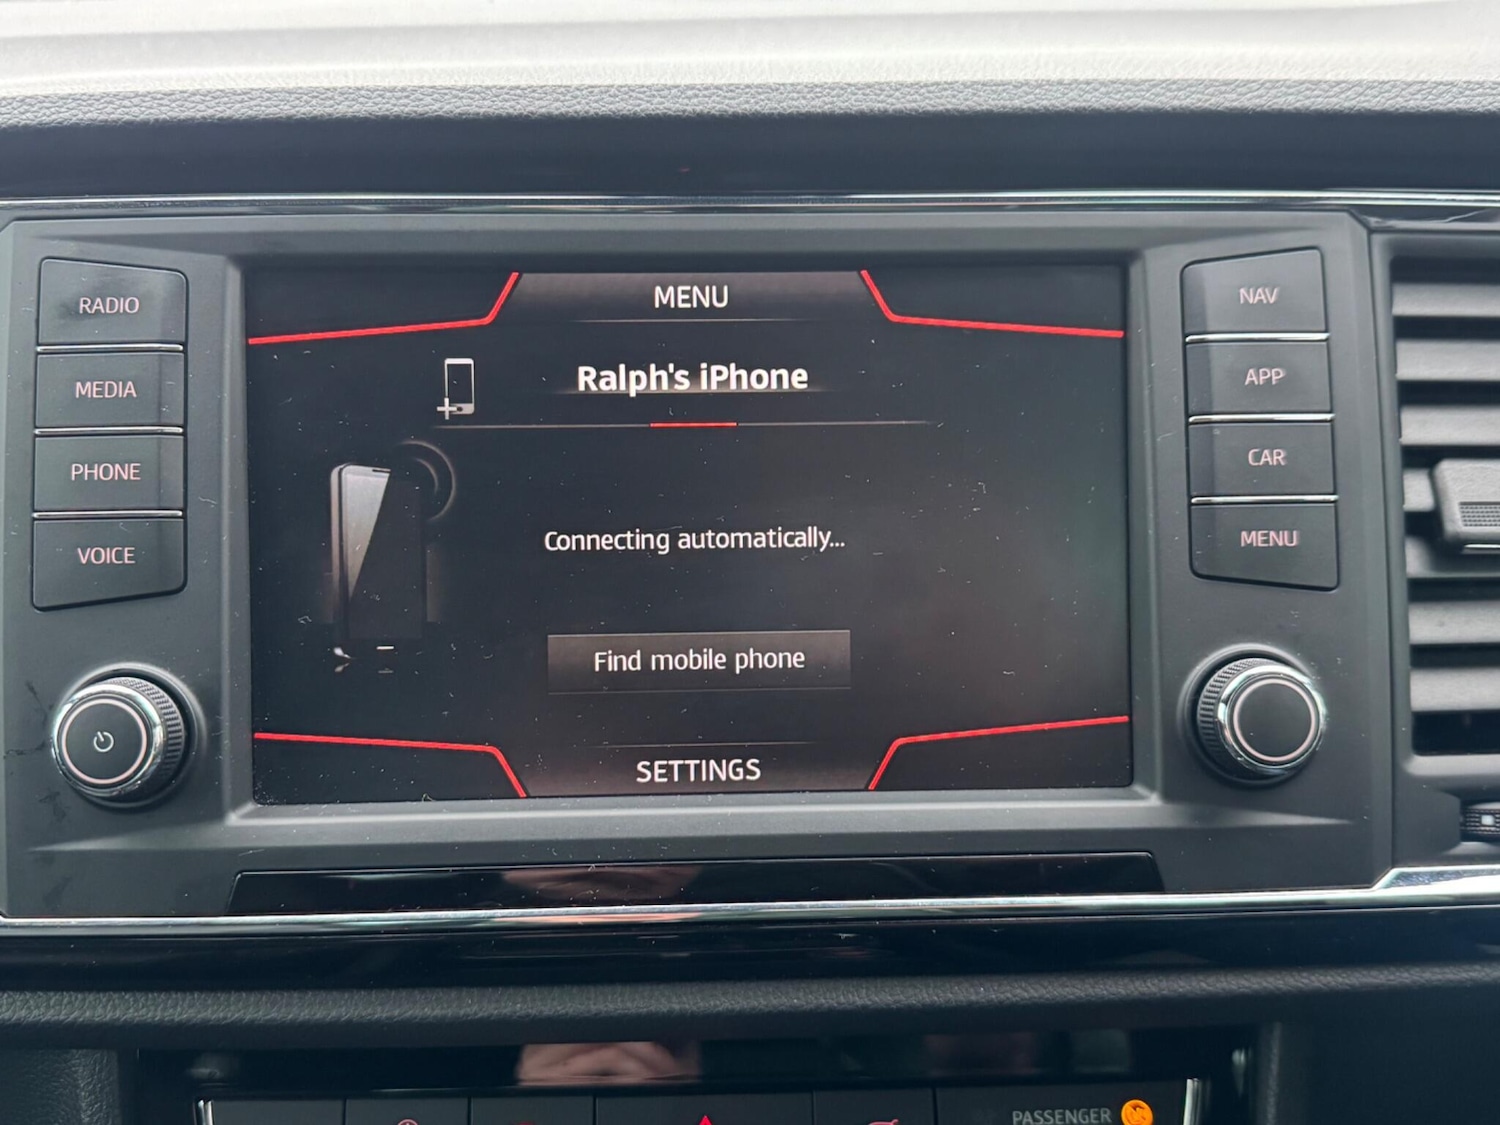 MENU
Ralph's iPhone
Connecting automatically...
Find mobile phone
SETTINGS
RADIO
MEDIA
PHONE
VOICE
NAV
APP
CAR
MENU
PASSENGER